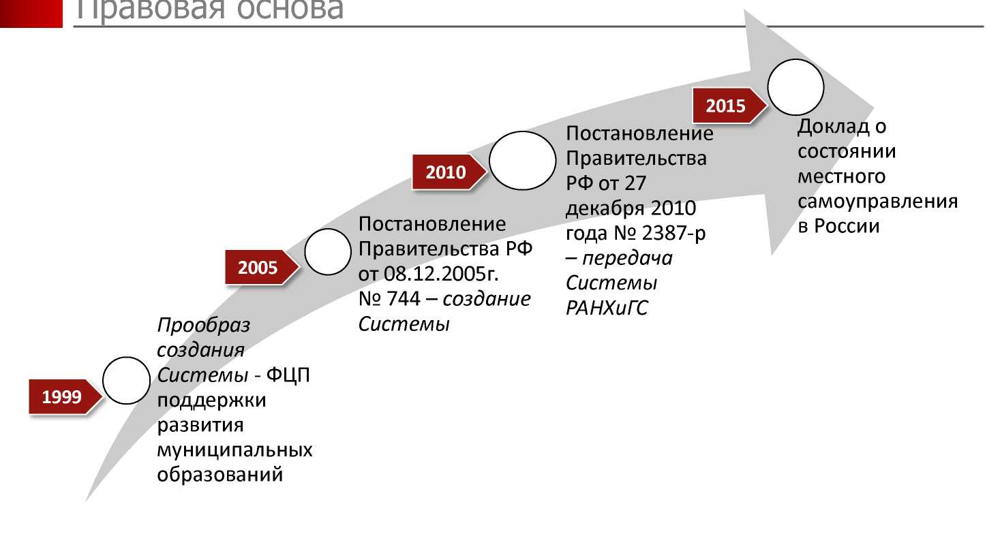 Правовая основа
1999
Прообраз
создания
Системы - ФЦП
поддержки
развития
муниципальных
образований
2005
Постановление
Правительства РФ
от 08.12.2005г.
№ 744 – создание
Системы
2010
Постановление
Правительства
РФ от 27
декабря 2010
года № 2387-р
– передача
Системы
РАНХиГС
2015
Доклад о
состоянии
местного
самоуправления
в России